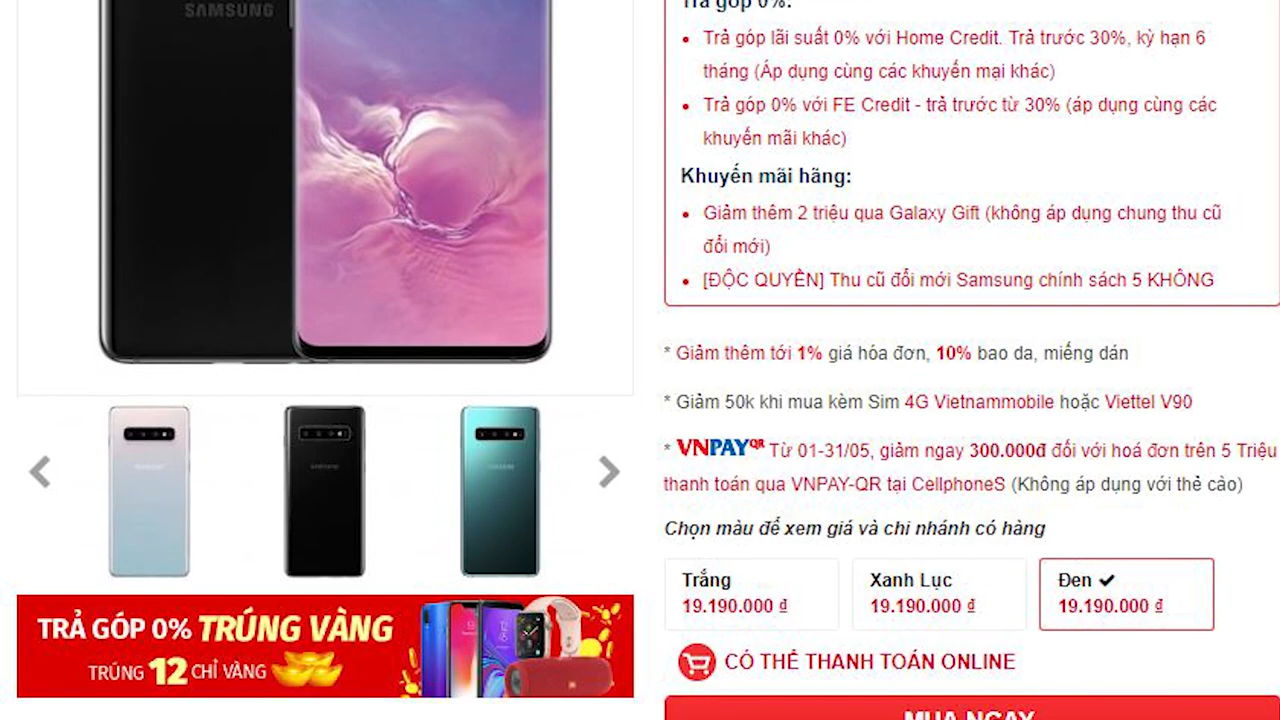 SAMSUNG
Trả góp 0%:
Trả góp lãi suất 0% với Home Credit. Trả trước 30%, kỳ hạn 6
tháng (Áp dụng cùng các khuyến mại khác)
Trả góp 0% với FE Credit - trả trước từ 30% (áp dụng cùng các
khuyến mãi khác)
Khuyến mãi hãng:
Giảm thêm 2 triệu qua Galaxy Gift (không áp dụng chung thu cũ
đổi mới)
[ĐỘC QUYỀN] Thu cũ đổi mới Samsung chính sách 5 KHÔNG
* Giảm thêm tới 1% giá hóa đơn, 10% bao da, miếng dán
* Giảm 50k khi mua kèm Sim 4G Vietnammobile hoặc Viettel V90
* VNPAYQR Từ 01-31/05, giảm ngay 300.000đ đối với hoá đơn trên 5 Triệu
thanh toán qua VNPAY-QR tại CellphoneS (Không áp dụng với thẻ cào)
Chọn màu để xem giá và chi nhánh có hàng
Trắng
19.190.000 ₫
Xanh Lục
19.190.000 ₫
Đen ✔
19.190.000 ₫
CÓ THỂ THANH TOÁN ONLINE
MUA NGAY
TRẢ GÓP 0% TRÚNG VÀNG
TRÚNG 12 CHỈ VÀNG